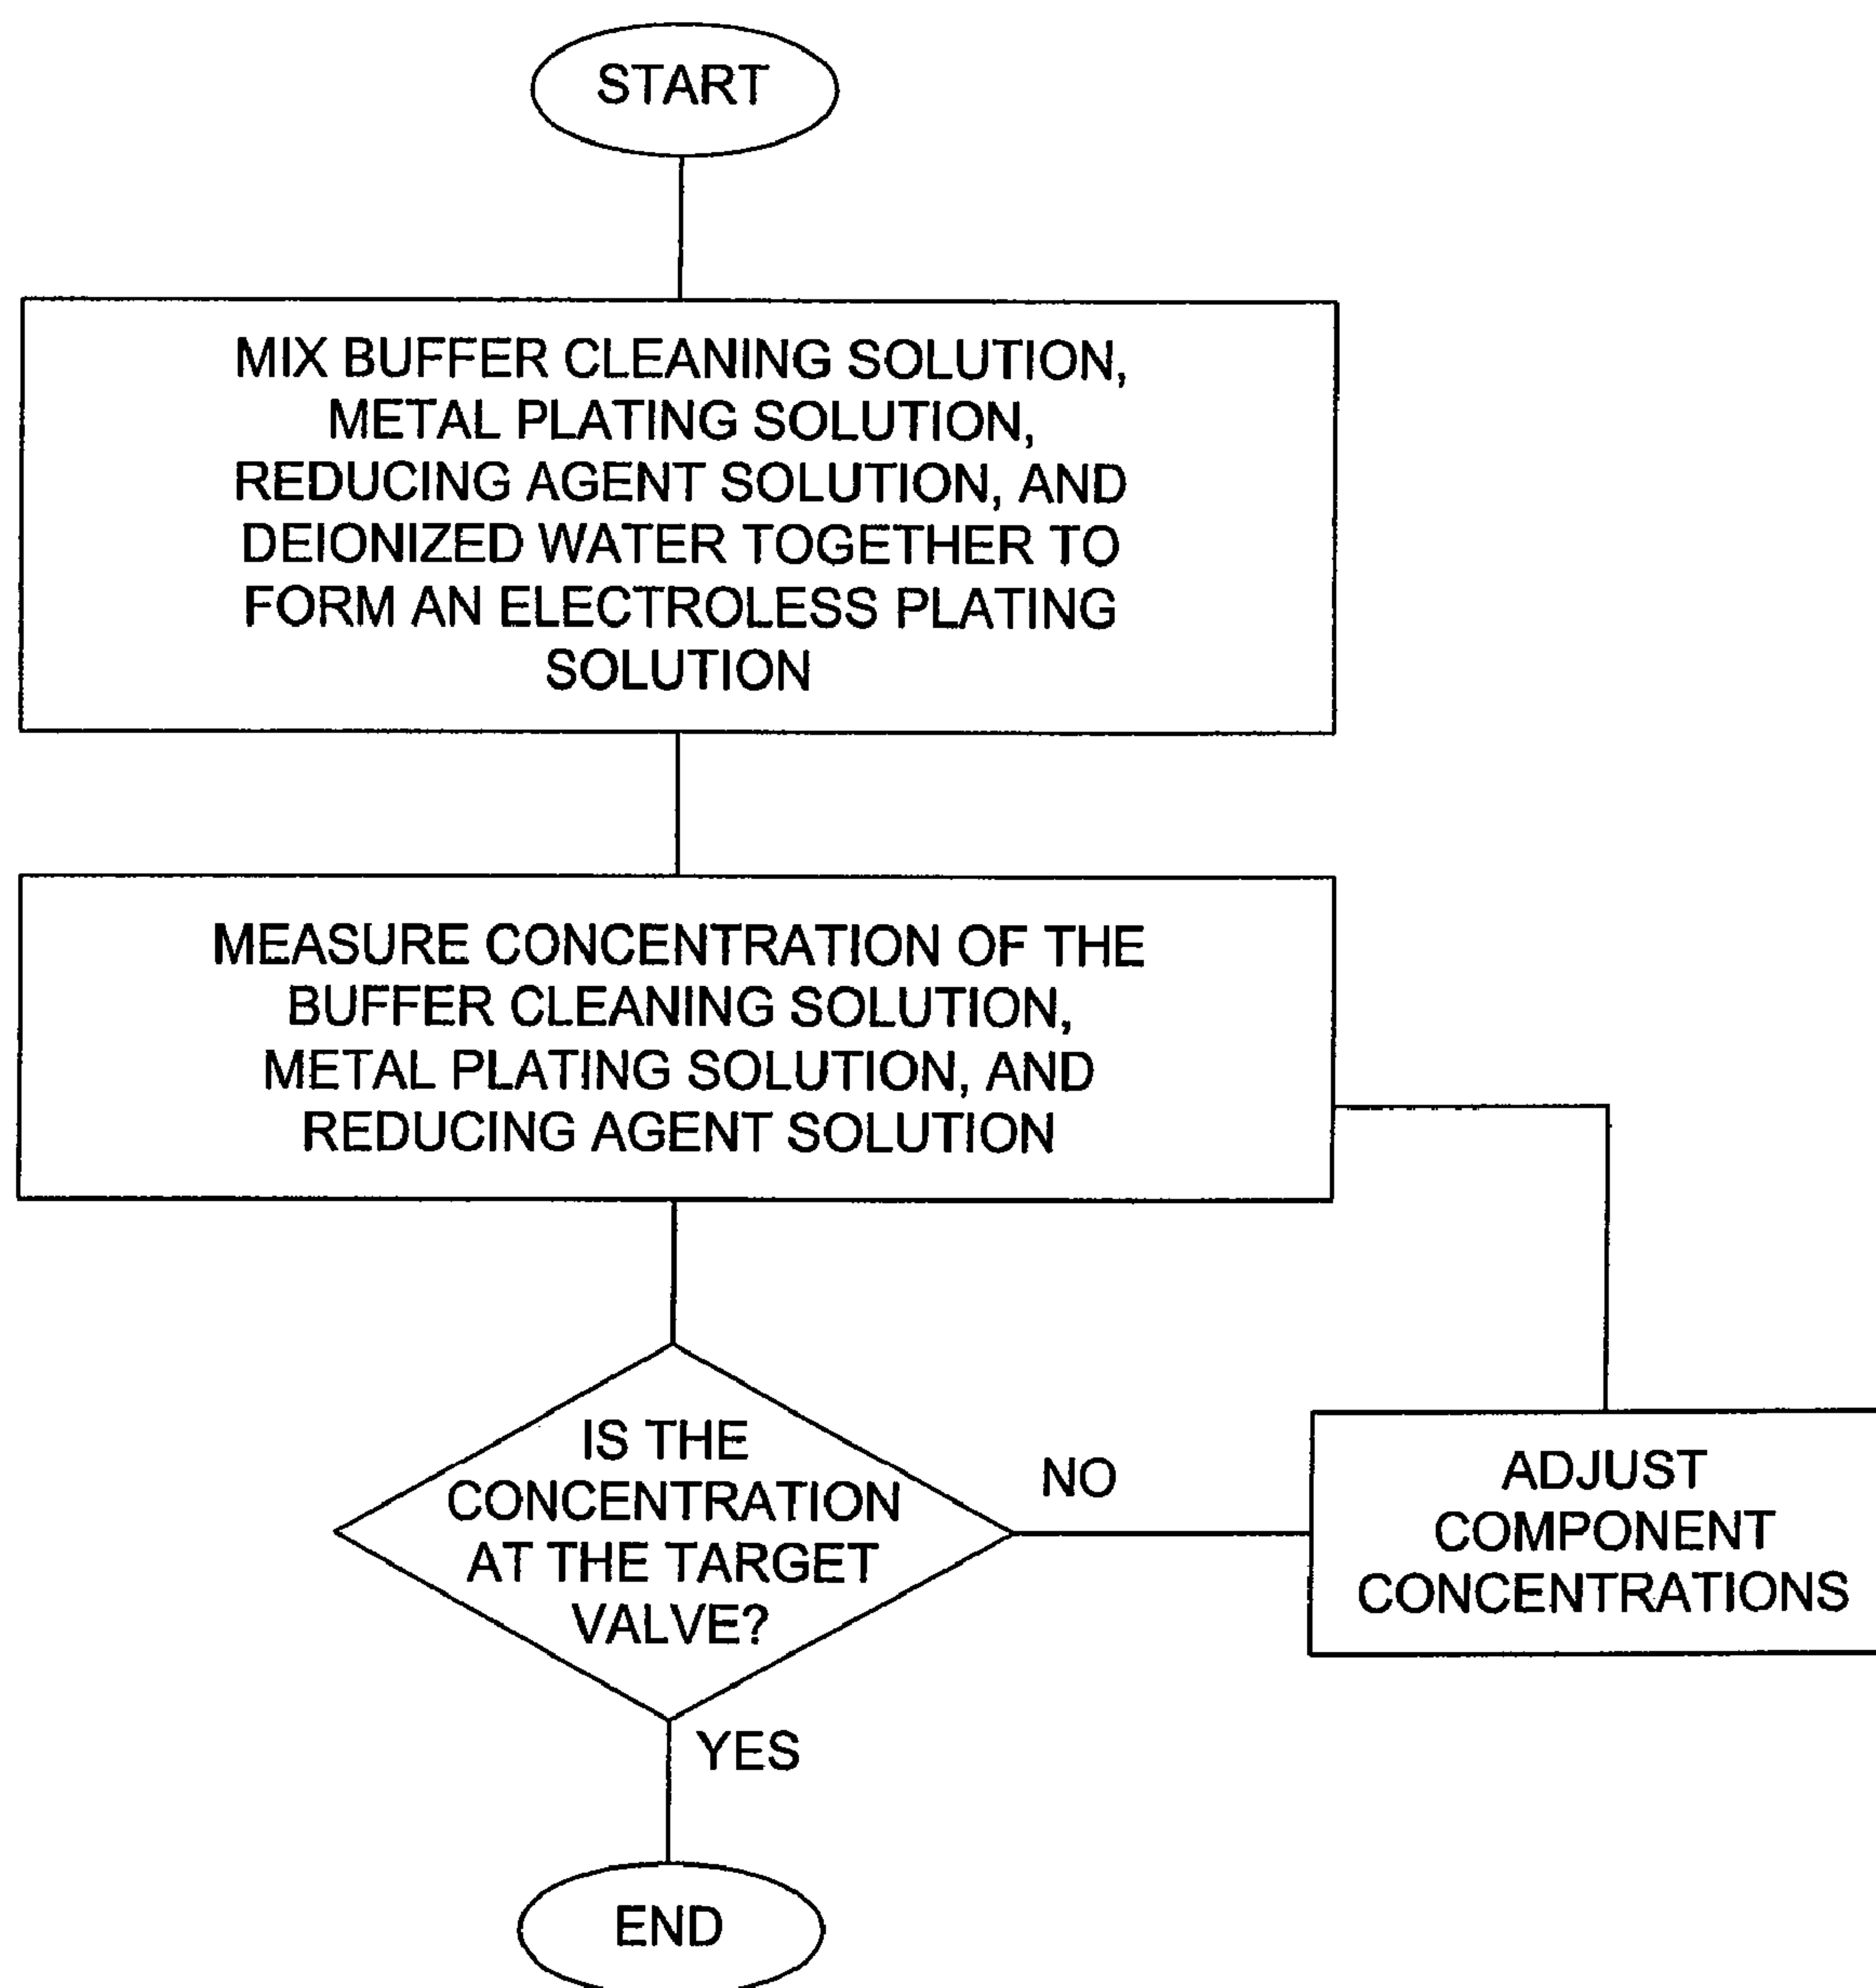 START
MIX BUFFER CLEANING SOLUTION,
METAL PLATING SOLUTION,
REDUCING AGENT SOLUTION, AND
DEIONIZED WATER TOGETHER TO
FORM AN ELECTROLESS PLATING
SOLUTION
MEASURE CONCENTRATION OF THE
BUFFER CLEANING SOLUTION,
METAL PLATING SOLUTION, AND
REDUCING AGENT SOLUTION
IS THE
CONCENTRATION
AT THE TARGET
VALVE?
NO
ADJUST
COMPONENT
CONCENTRATIONS
YES
END